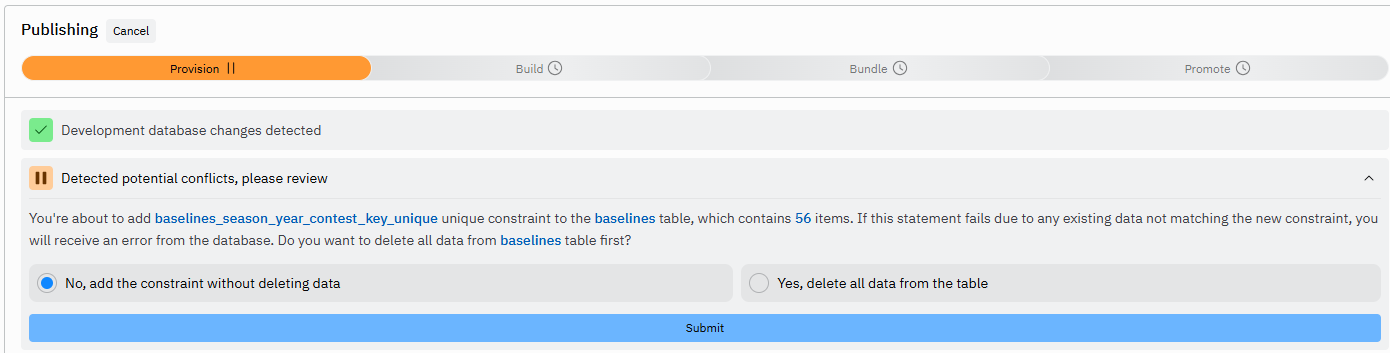 Publishing Cancel
Provision Build Bundle Promote
Development database changes detected
Detected potential conflicts, please review
You're about to add baselines_season_year_contest_key_unique unique constraint to the baselines table, which contains 56 items. If this statement fails due to any existing data not matching the new constraint, you
will receive an error from the database. Do you want to delete all data from baselines table first?
No, add the constraint without deleting data Yes, delete all data from the table
Submit